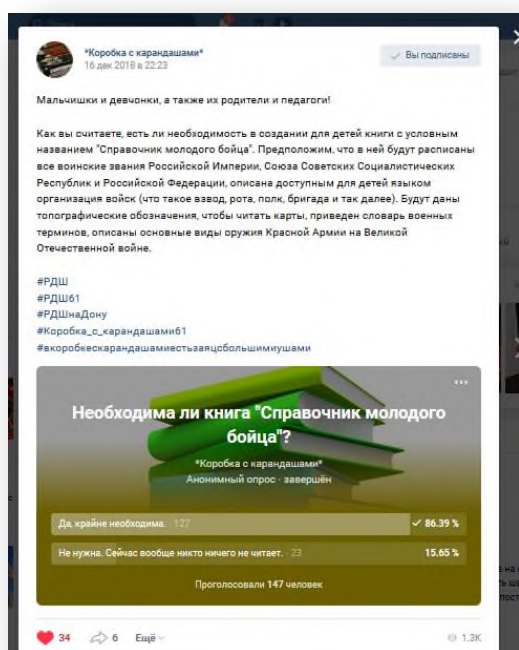 *Коробка с карандашами*
16 дек 2018 в 22:23
Вы подписаны
Мальчишки и девчонки, а также их родители и педагоги!
Как вы считаете, есть ли необходимость в создании для детей книги с условным
названием "Справочник молодого бойца". Предположим, что в ней будут расписаны
все воинские звания Российской Империи, Союза Советских Социалистических
Республик и Российской Федерации, описана доступным для детей языком
организация войск (что такое взвод, рота, полк, бригада и так далее). Будут даны
топографические обозначения, чтобы читать карты, приведен словарь военных
терминов, описаны основные виды оружия Красной Армии на Великой
Отечественной войне.
#РДШ
#РДШ61
#РДШнаДону
#Коробка_с_карандашами61
#вкоробкескарандашамиестьзаяцсбольшимиушами
Необходима ли книга "Справочник молодого
бойца"?
*Коробка с карандашами*
Анонимный опрос · завершён
Да, крайне необходима. · 127 86.39 %
Не нужна. Сейчас вообще никто ничего не читает. · 23 15.65 %
Проголосовали 147 человек
34 6 Ещё 1.3K